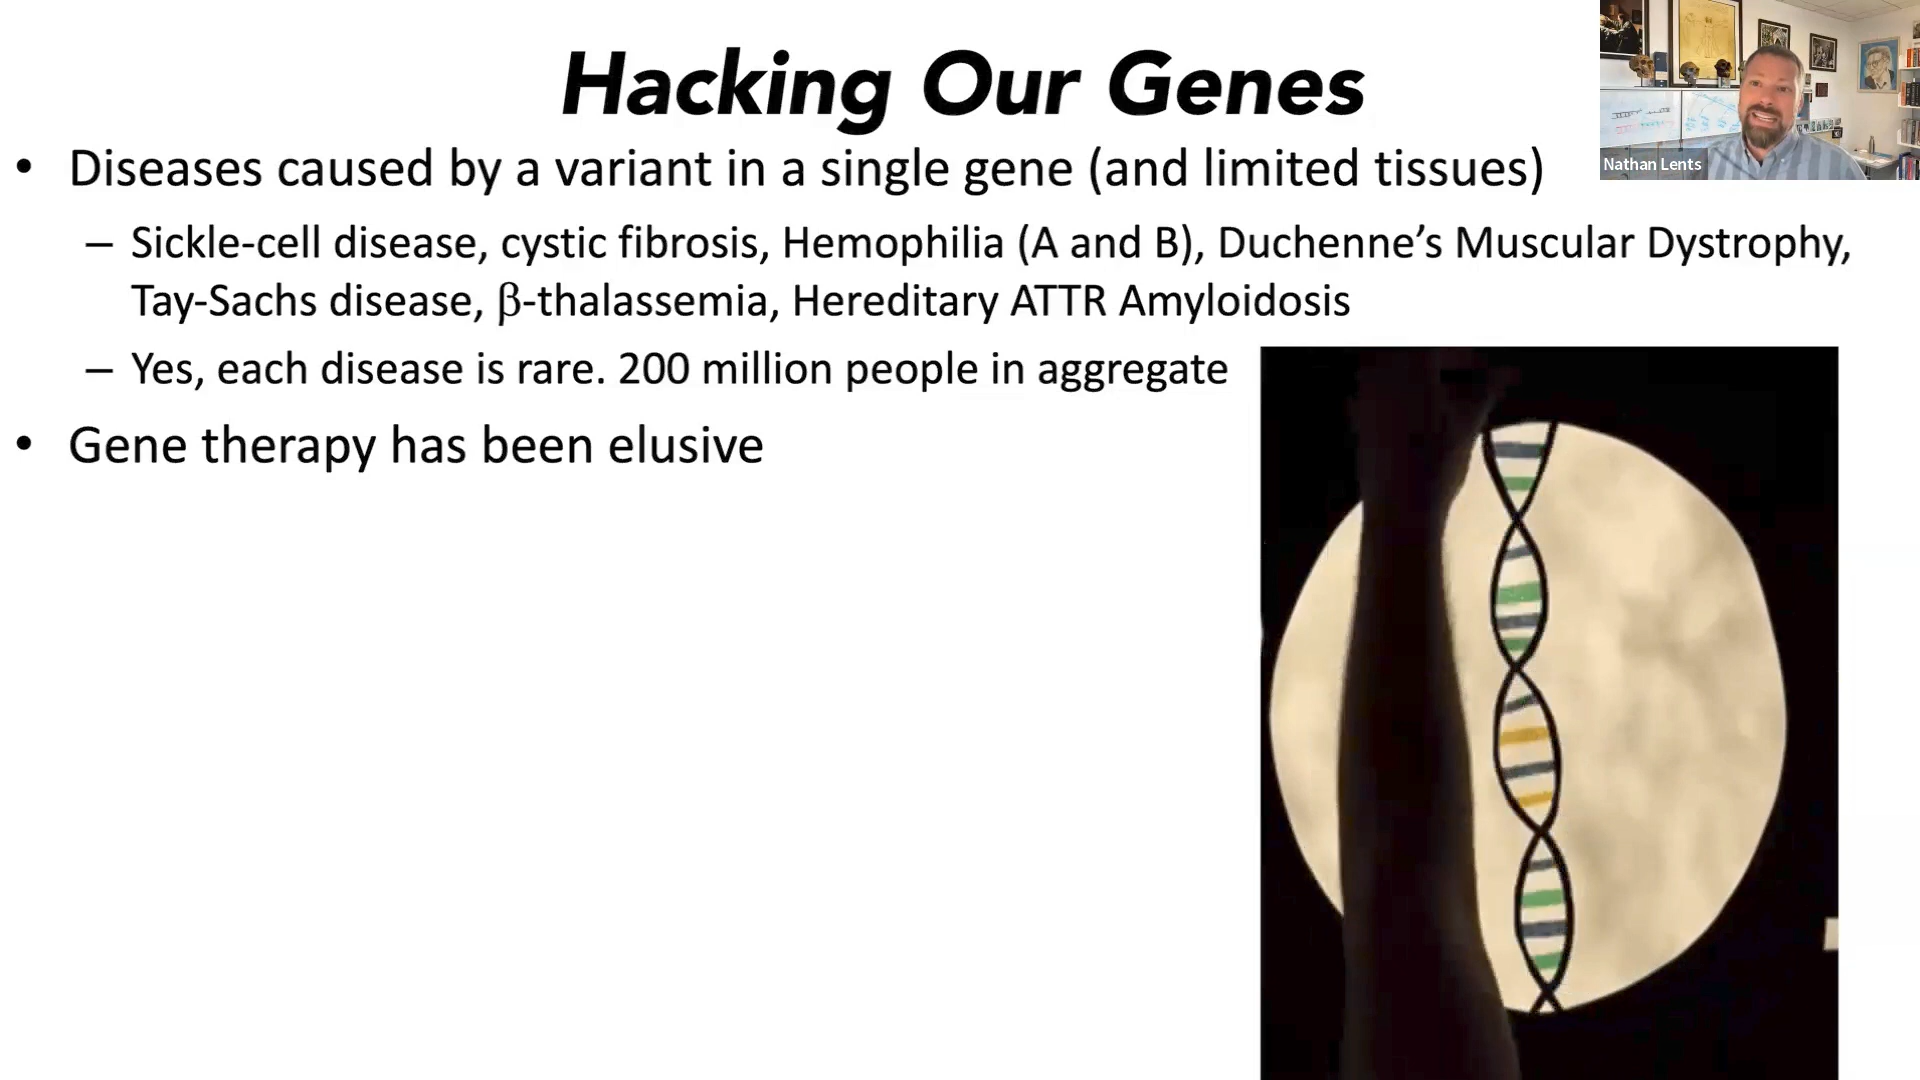 Hacking Our Genes
Nathan Lents
• Diseases caused by a variant in a single gene (and limited tissues)
– Sickle-cell disease, cystic fibrosis, Hemophilia (A and B), Duchenne’s Muscular Dystrophy,
Tay-Sachs disease, β-thalassemia, Hereditary ATTR Amyloidosis
– Yes, each disease is rare. 200 million people in aggregate
• Gene therapy has been elusive